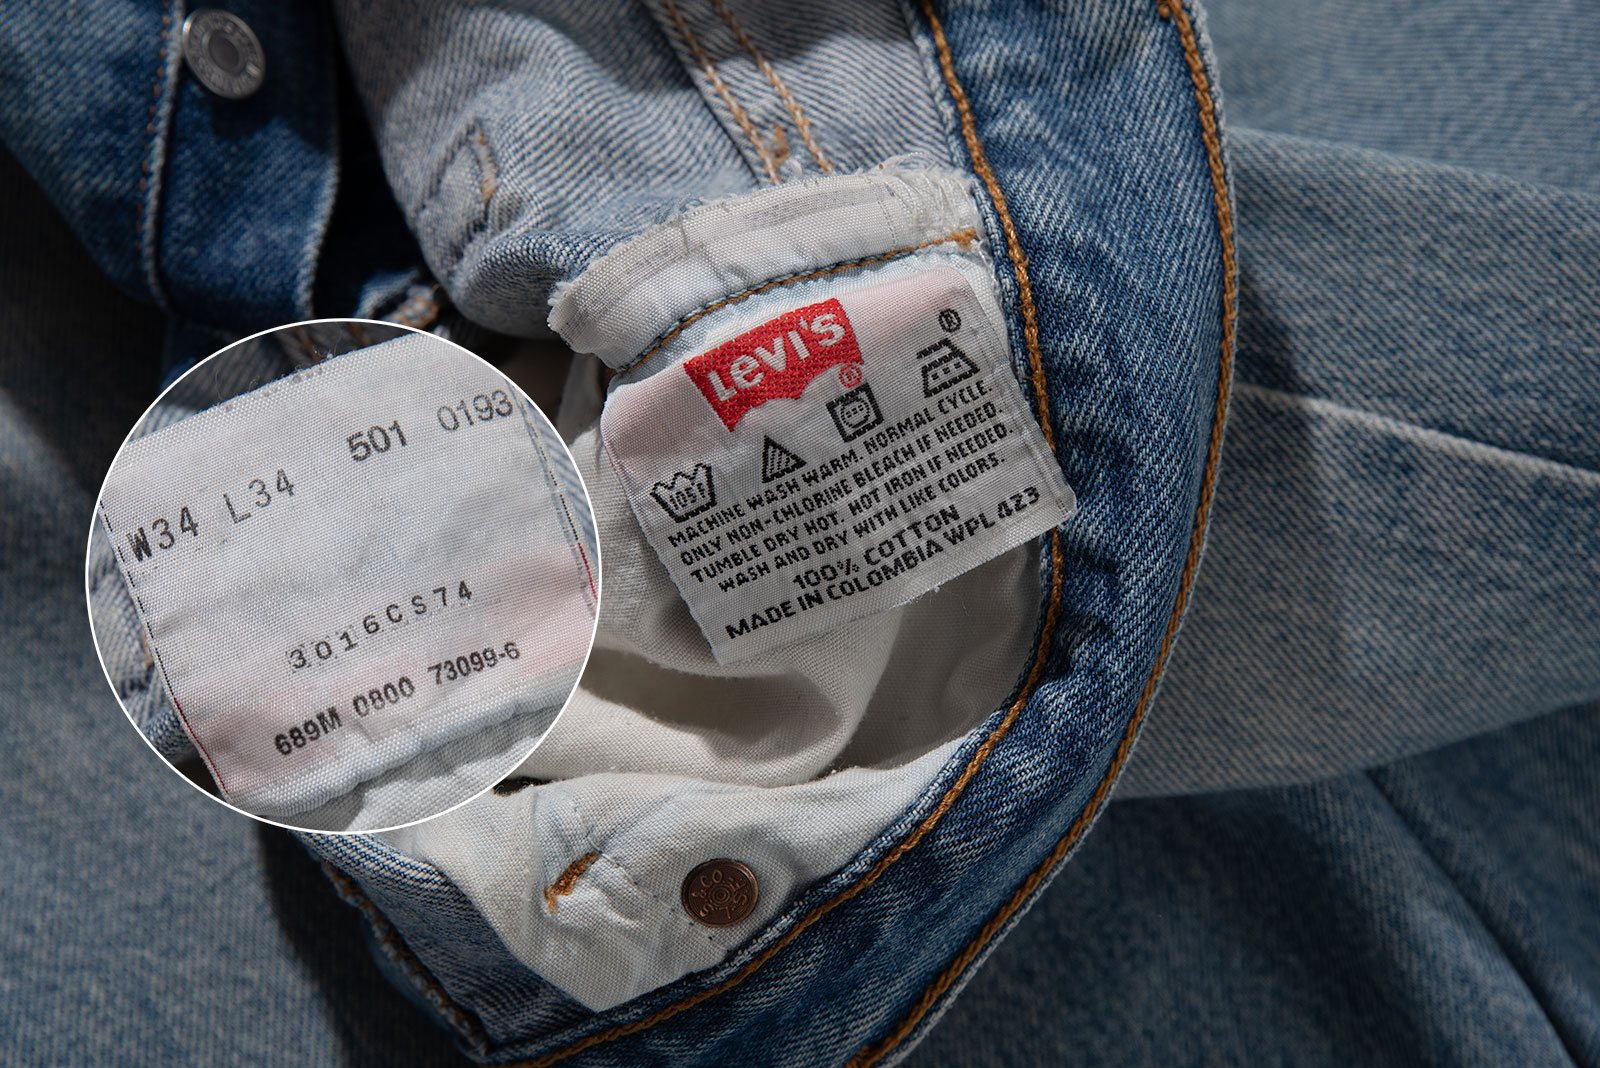 501 0193
W34 L34
3016CS74
689M 0800 73099-6
Levi's
®
®
105F
MACHINE WASH WARM. NORMAL CYCLE.
ONLY NON-CHLORINE BLEACH IF NEEDED.
TUMBLE DRY HOT, HOT IRON IF NEEDED.
WASH AND DRY WITH LIKE COLORS.
100% COTTON
MADE IN COLOMBIA WPL 423